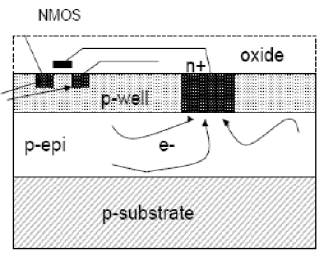 NMOS
oxide
n+
p-well
p-epi
e-
p-substrate